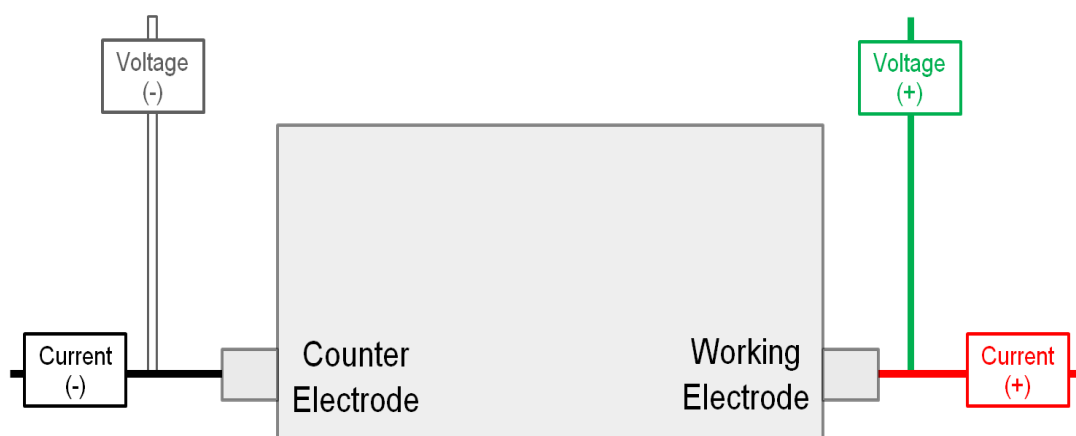 Voltage
(-)
Voltage
(+)
Current
(-)
Counter
Electrode
Working
Electrode
Current
(+)